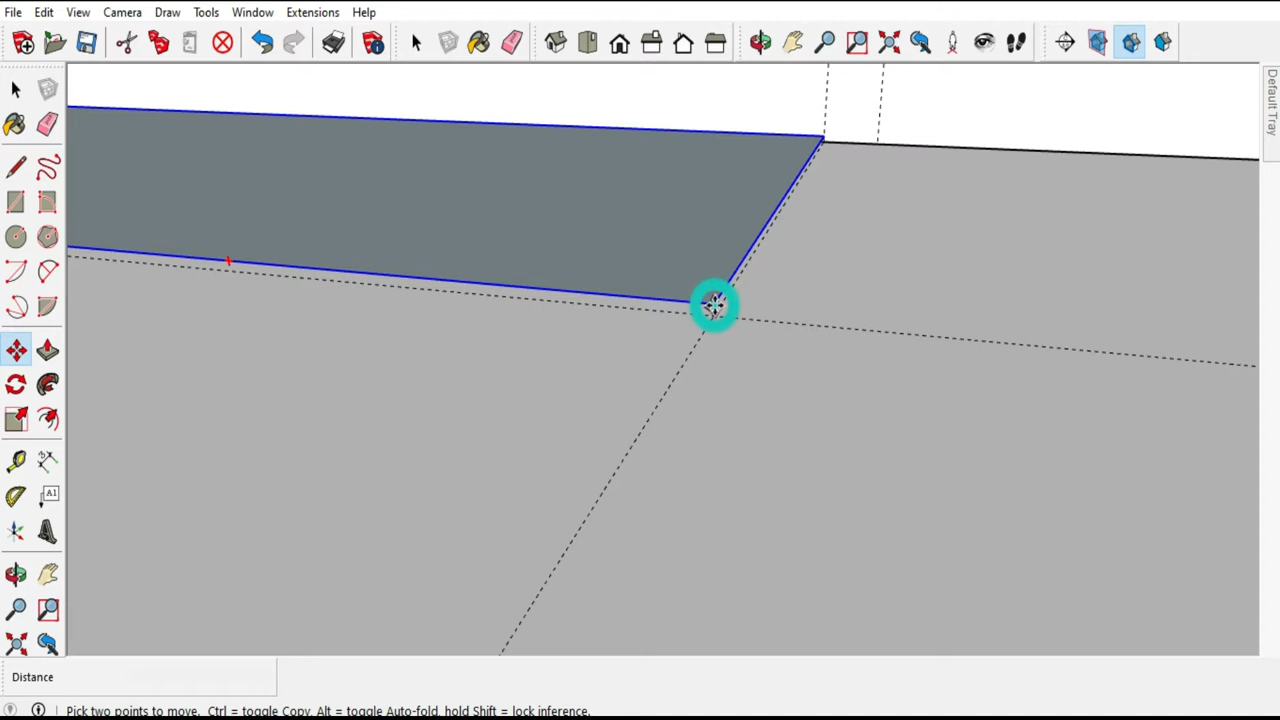 File Edit View Camera Draw Tools Window Extensions Help
Default Tray
A1
Distance
Pick two points to move. Ctrl = toggle Copy, Alt = toggle Auto-fold, hold Shift = lock inference.